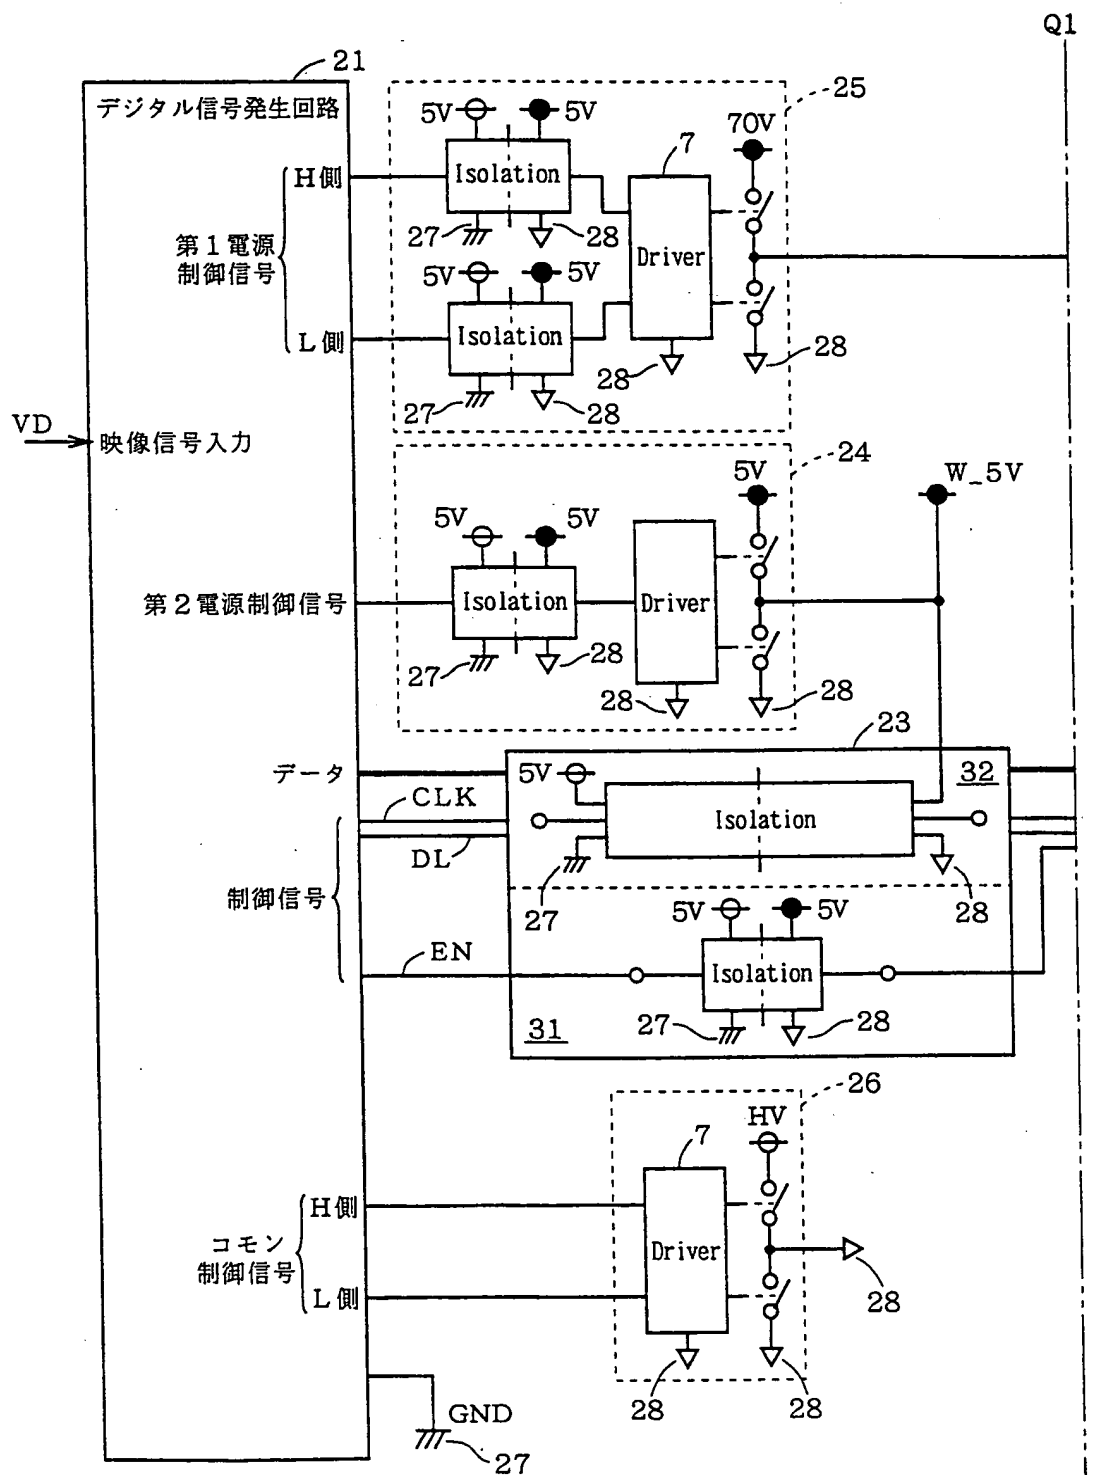 Q1
21
デジタル信号発生回路
5V
5V
25
70V
7
H側
Isolation
Driver
27
28
第1電源
制御信号
5V
5V
Isolation
L側
28
28
27
28
VD
映像信号入力
24
5V
W_5V
5V
5V
第2電源制御信号
Isolation
Driver
27
28
28
28
23
データ
5V
32
CLK
Isolation
DL
27
28
制御信号
5V
5V
EN
Isolation
31
27
28
26
HV
7
H側
コモン
制御信号
Driver
28
L側
28
28
GND
27